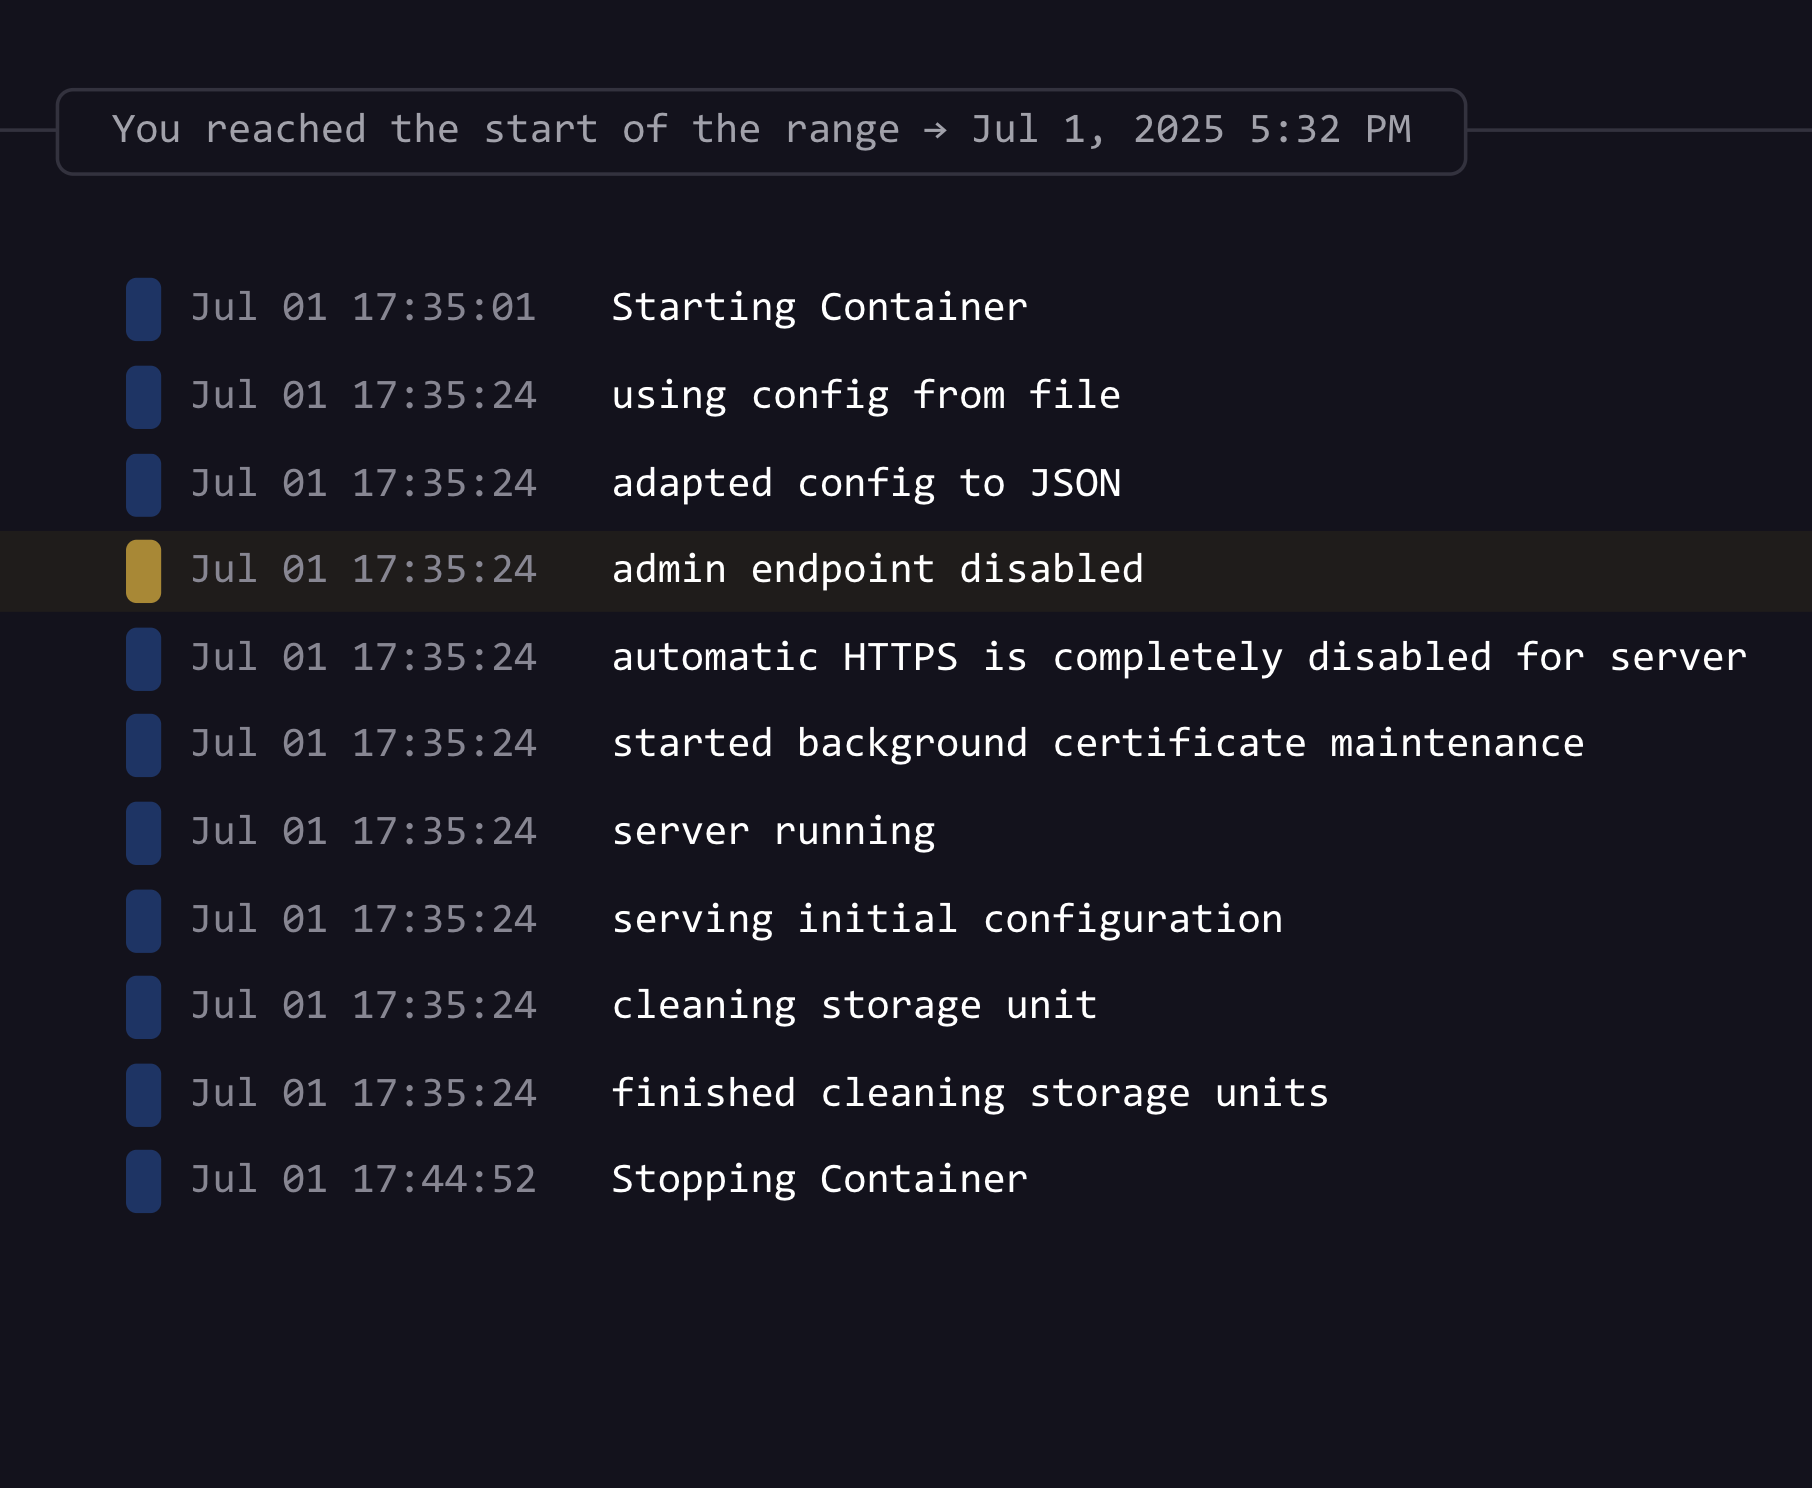 You reached the start of the range → Jul 1, 2025 5:32 PM
Jul 01 17:35:01 Starting Container
Jul 01 17:35:24 using config from file
Jul 01 17:35:24 adapted config to JSON
Jul 01 17:35:24 admin endpoint disabled
Jul 01 17:35:24 automatic HTTPS is completely disabled for server
Jul 01 17:35:24 started background certificate maintenance
Jul 01 17:35:24 server running
Jul 01 17:35:24 serving initial configuration
Jul 01 17:35:24 cleaning storage unit
Jul 01 17:35:24 finished cleaning storage units
Jul 01 17:44:52 Stopping Container